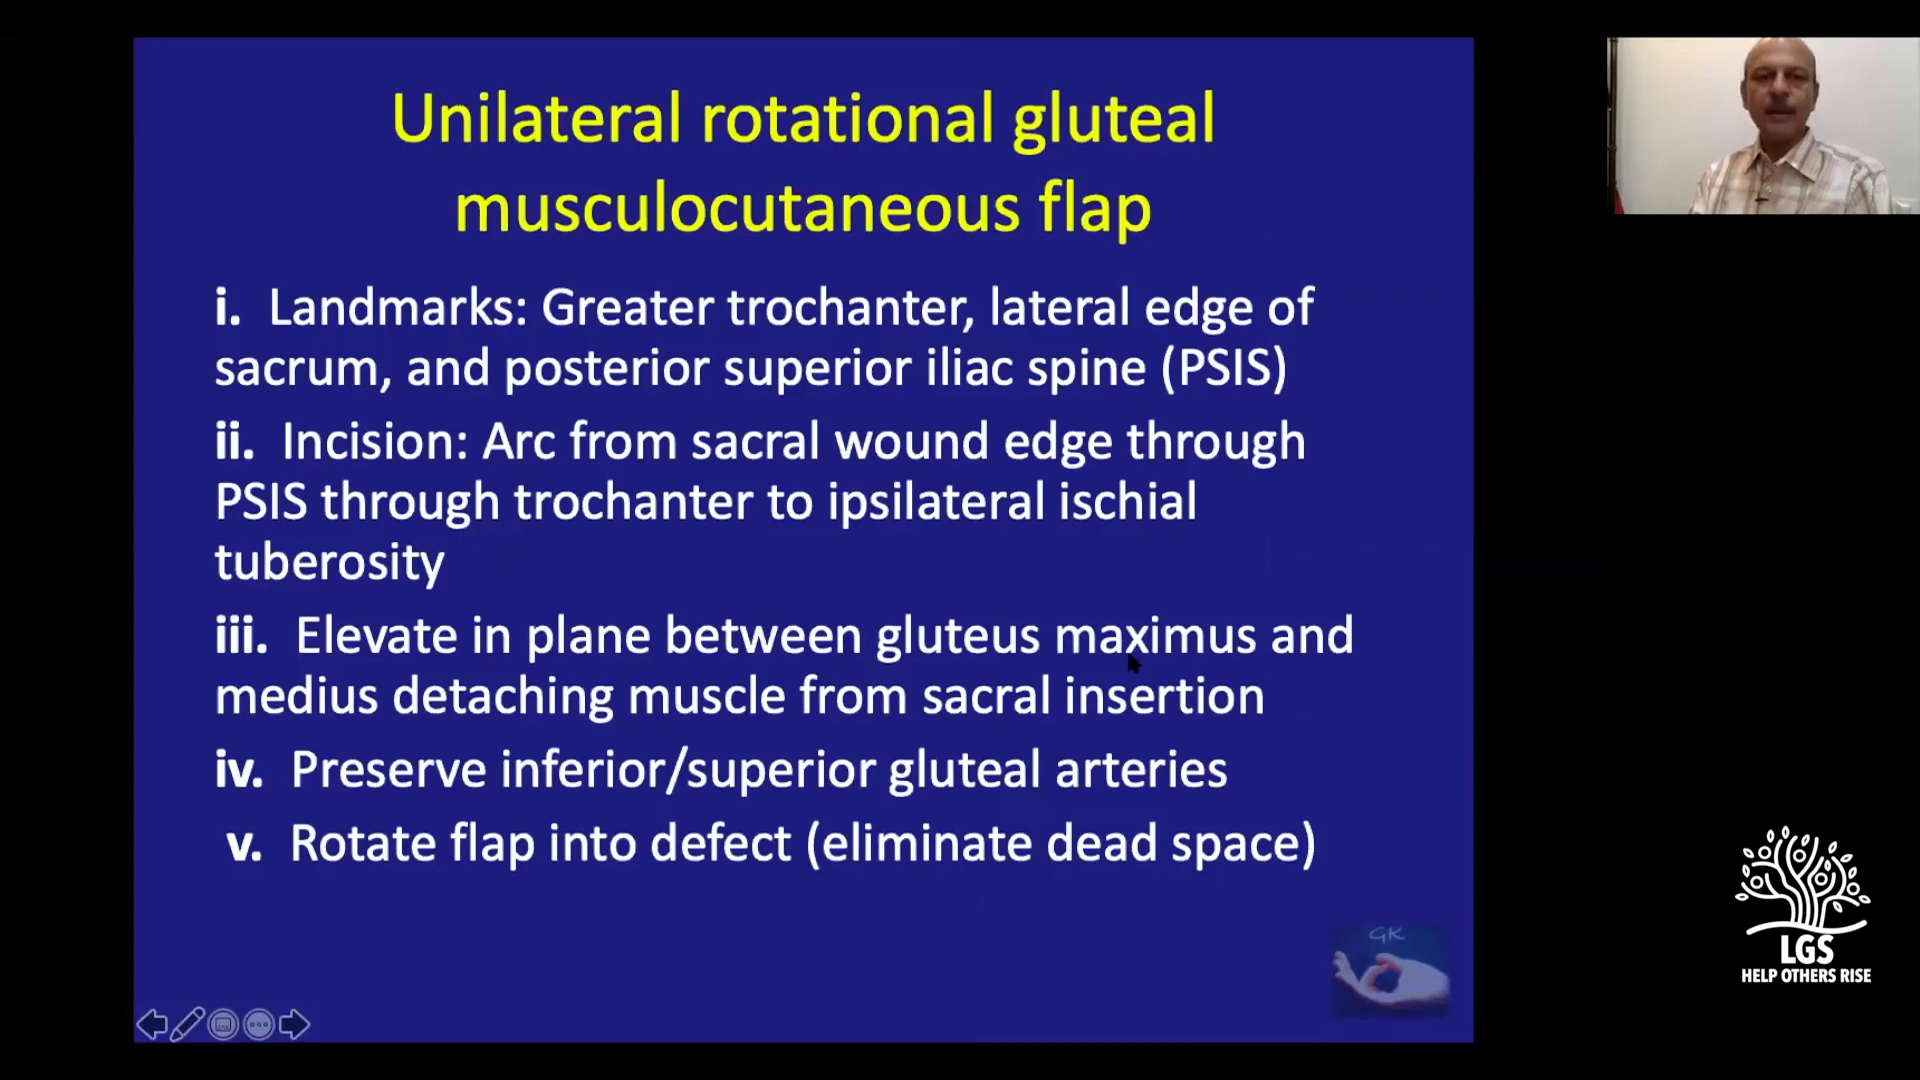 Unilateral rotational gluteal
musculocutaneous flap
i. Landmarks: Greater trochanter, lateral edge of
sacrum, and posterior superior iliac spine (PSIS)
ii. Incision: Arc from sacral wound edge through
PSIS through trochanter to ipsilateral ischial
tuberosity
iii. Elevate in plane between gluteus maximus and
medius detaching muscle from sacral insertion
iv. Preserve inferior/superior gluteal arteries
v. Rotate flap into defect (eliminate dead space)
GK
LGS
HELP OTHERS RISE